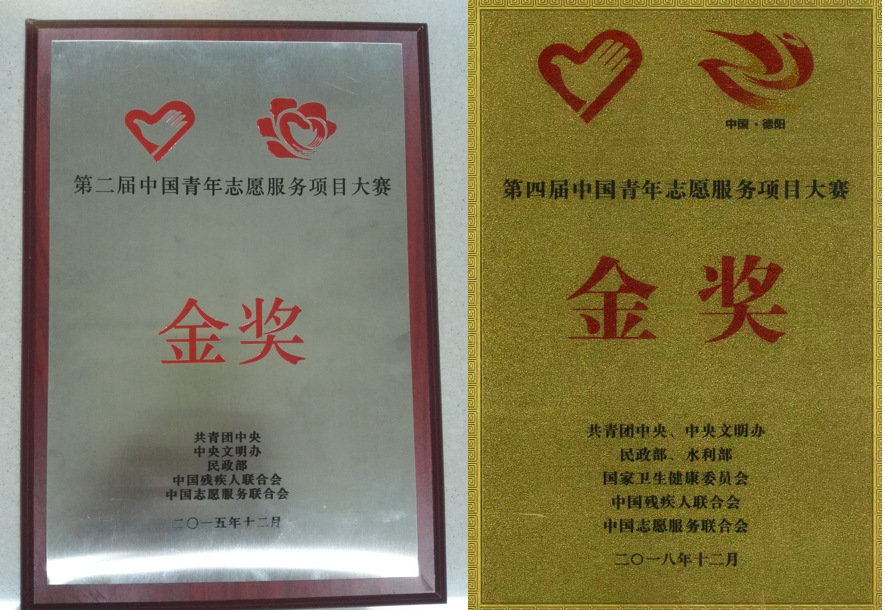 第二届中国青年志愿服务项目大赛
金奖
共青团中央
中央文明办
民政部
中国残疾人联合会
中国志愿服务联合会
二〇一五年十二月
中国·德阳
第四届中国青年志愿服务项目大赛
金奖
共青团中央、中央文明办
民政部、水利部
国家卫生健康委员会
中国残疾人联合会
中国志愿服务联合会
二〇一八年十二月